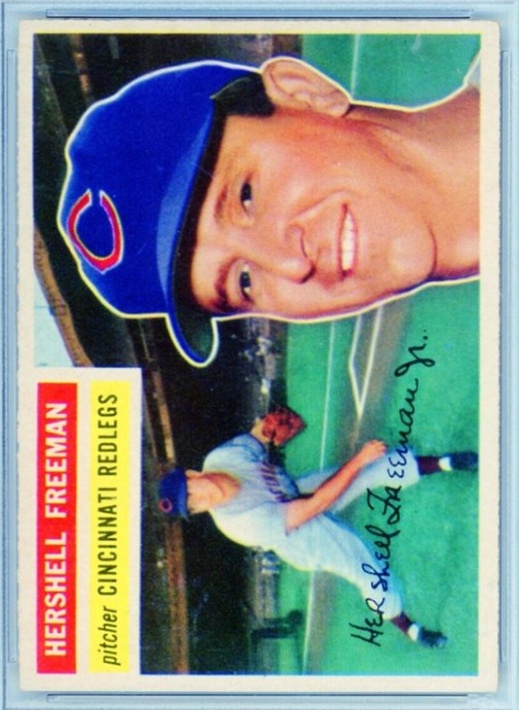 HERSHELL FREEMAN
pitcher CINCINNATI REDLEGS
Hershell Freeman Jr.
C